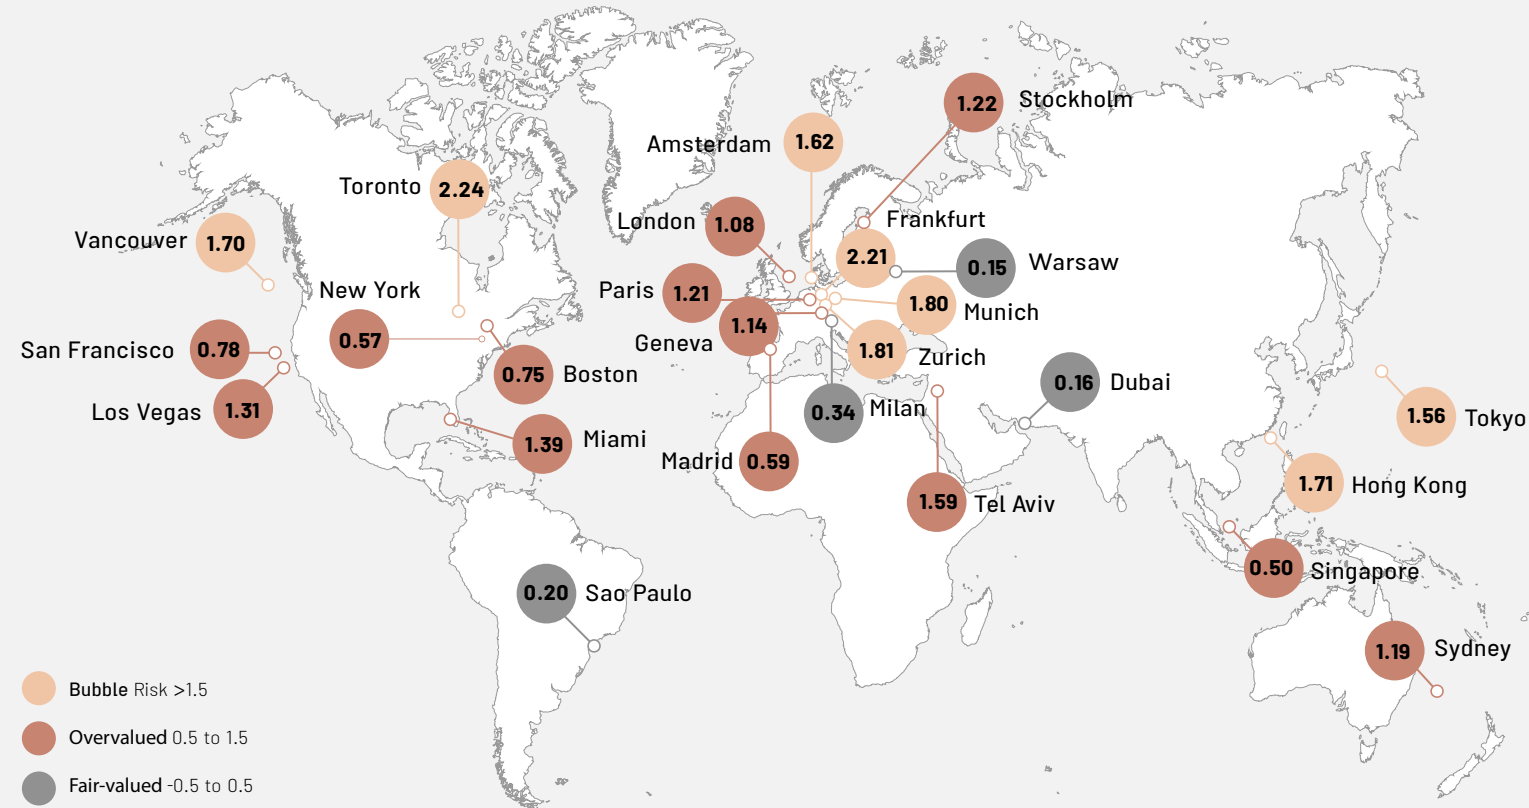 1.22 Stockholm
Amsterdam 1.62
Toronto 2.24
London 1.08
Frankfurt
2.21
Vancouver 1.70
0.15 Warsaw
Paris 1.21
New York
0.57
1.80
Munich
1.14
Geneva
1.81 Zurich
San Francisco 0.78
0.75 Boston
0.16 Dubai
Los Vegas 1.31
0.34 Milan
1.56 Tokyo
1.39 Miami
Madrid 0.59
1.71 Hong Kong
1.59 Tel Aviv
0.50 Singapore
0.20 Sao Paulo
1.19 Sydney
Bubble Risk >1.5
Overvalued 0.5 to 1.5
Fair-valued -0.5 to 0.5